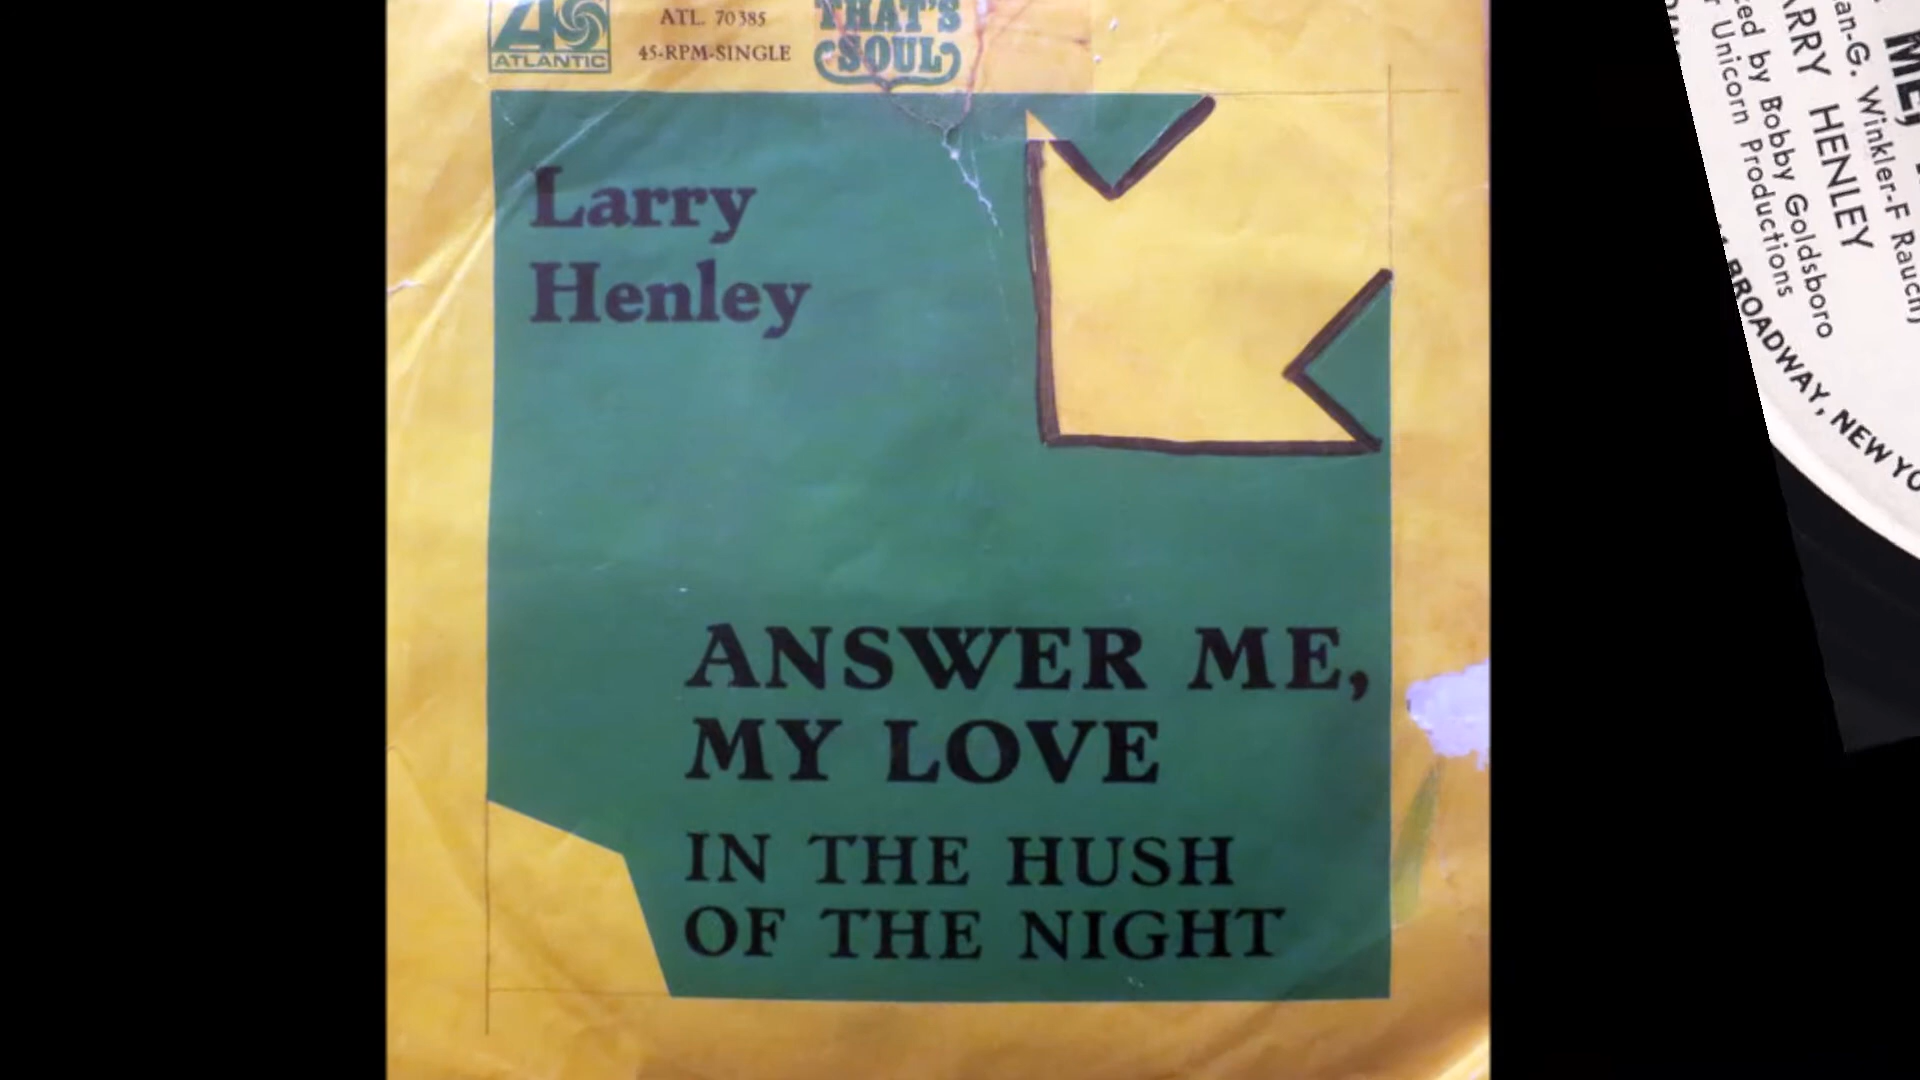 ATLANTIC
ATL. 70385
45-RPM-SINGLE
THAT'S
SOUL
Larry
Henley
ANSWER ME,
MY LOVE
IN THE HUSH
OF THE NIGHT
ME,
an-G. Winkler-F Rauch)
ARRY HENLEY
ed by Bobby Goldsboro
r Unicorn Productions
BROADWAY, NEW YO